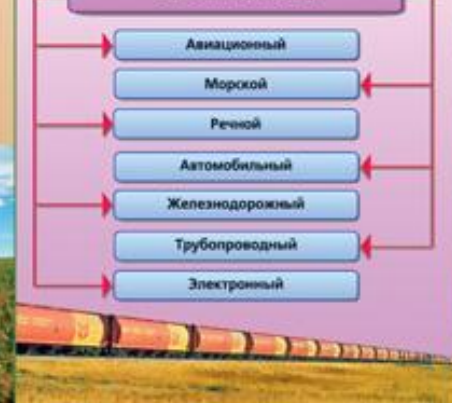 Авиационный
Морской
Речной
Автомобильный
Железнодорожный
Трубопроводный
Электронный